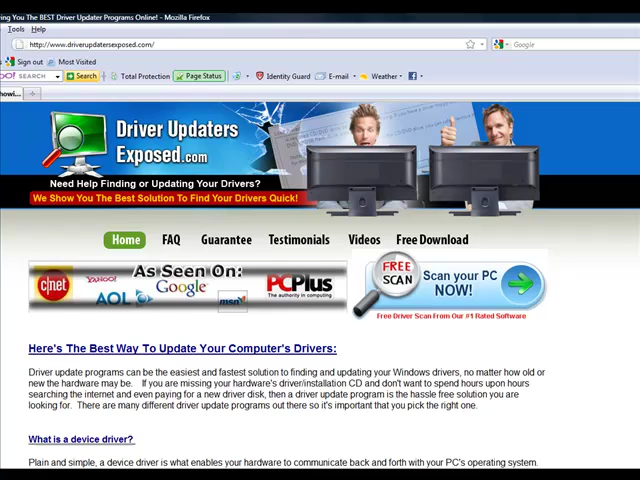 ving You The BEST Driver Updater Programs Online! - Mozilla Firefox
Tools Help
http://www.driverupdatersexposed.com/
Google
OO! SEARCH Search Total Protection Page Status Identity Guard E-mail Weather
Sign out Most Visited
howi...
Driver Updaters
Exposed.com
Need Help Finding or Updating Your Drivers?
We Show You The Best Solution To Find Your Drivers Quick!
Home FAQ Guarantee Testimonials Videos Free Download
As Seen On:
c|net YAHOO! AOL Google msn PCPlus
The authority in computing
FREE SCAN
Scan your PC
NOW!
Free Driver Scan From Our #1 Rated Software
Here's The Best Way To Update Your Computer's Drivers:
Driver update programs can be the easiest and fastest solution to finding and updating your Windows drivers, no matter how old or
new the hardware may be. If you are missing your hardware's driver/installation CD and don't want to spend hours upon hours
searching the internet and even paying for a new driver disk, then a driver update program is the hassle free solution you are
looking for. There are many different driver update programs out there so it's important that you pick the right one.
What is a device driver?
Plain and simple, a device driver is what enables your hardware to communicate back and forth with your PC's operating system.